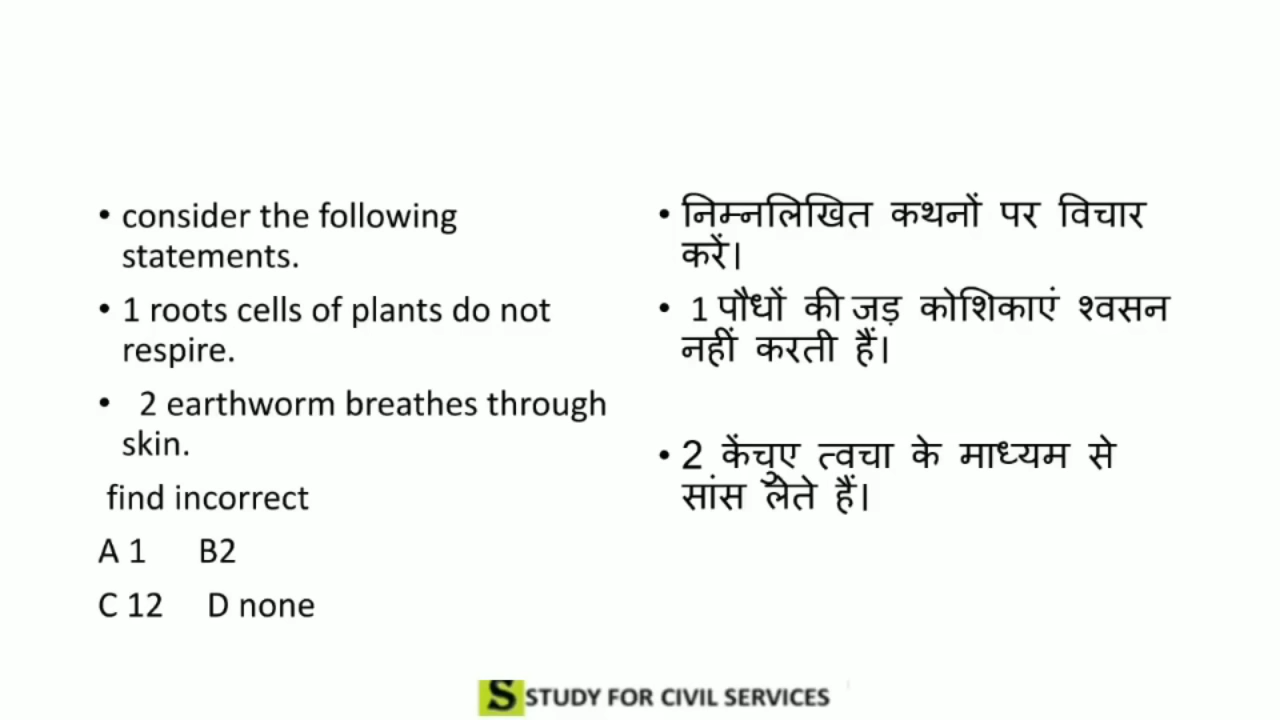 • consider the following
statements.
• 1 roots cells of plants do not
respire.
• 2 earthworm breathes through
skin.
find incorrect
A 1 B2
C 12 D none
• निम्नलिखित कथनों पर विचार
करें।
• 1 पौधों की जड़ कोशिकाएं श्वसन
नहीं करती हैं।
• 2 केंचुए त्वचा के माध्यम से
सांस लेते हैं।
S STUDY FOR CIVIL SERVICES